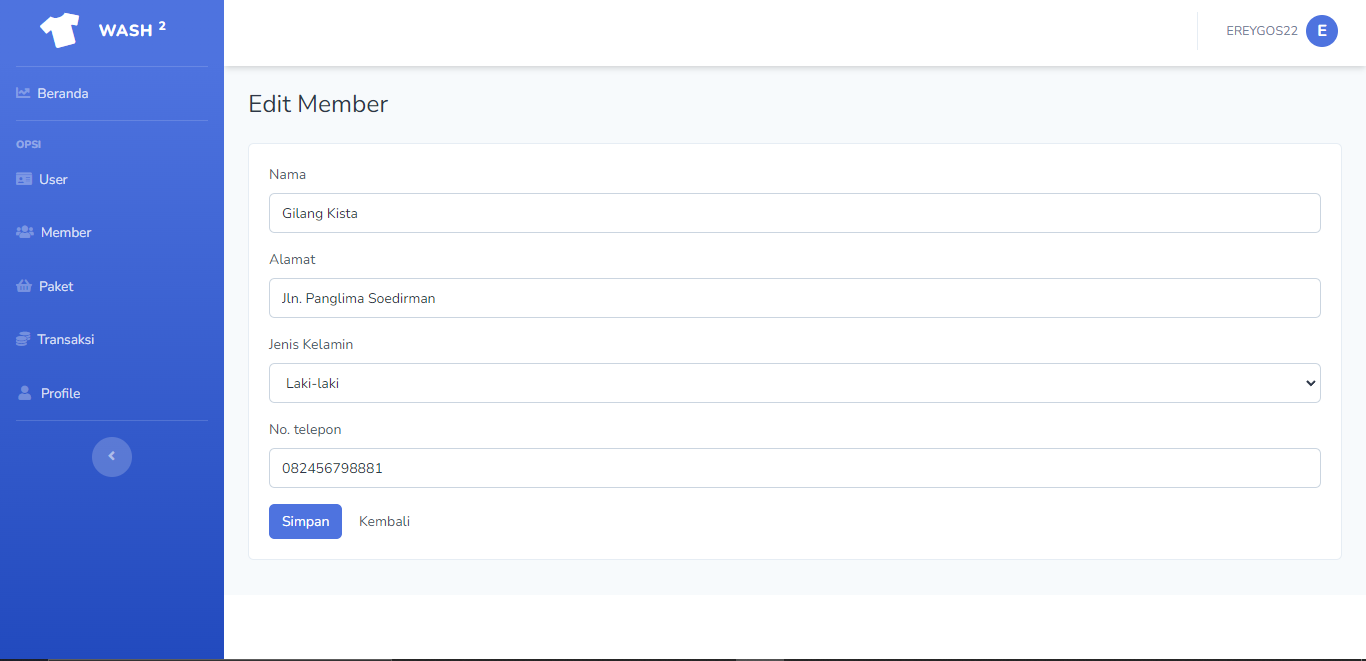 WASH 2
EREYGOS22
E
Beranda
OPSI
User
Member
Paket
Transaksi
Profile
Edit Member
Nama
Gilang Kista
Alamat
Jln. Panglima Soedirman
Jenis Kelamin
Laki-laki
No. telepon
082456798881
Simpan Kembali